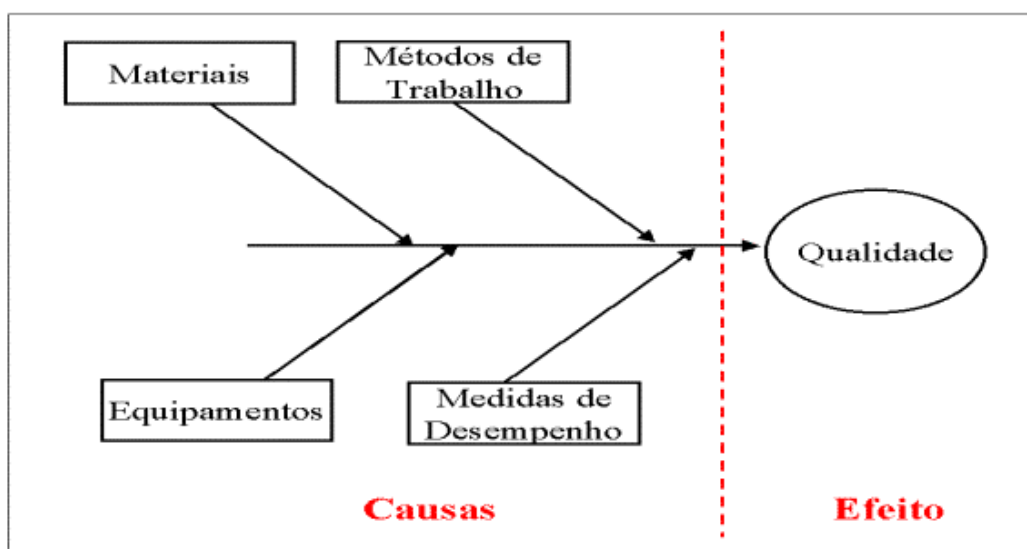 Materiais
Métodos de
Trabalho
Qualidade
Equipamentos
Medidas de
Desempenho
Causas
Efeito